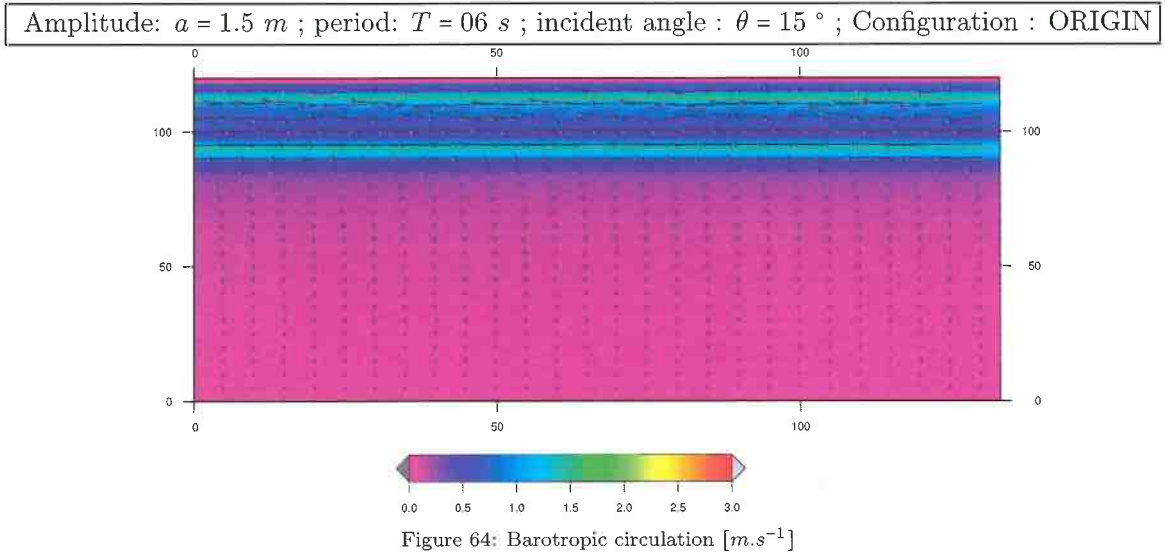 Amplitude: a = 1.5 m ; period: T = 06 s ; incident angle : θ = 15 ° ; Configuration : ORIGIN
0 50 100
100 100
50 50
0 0
0 50 100
0.0 0.5 1.0 1.5 2.0 2.5 3.0
Figure 64: Barotropic circulation [m.s⁻¹]